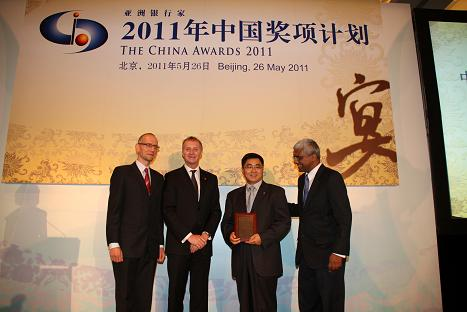 亚洲银行家
2011年中国奖项计划
THE CHINA AWARDS 2011
北京，2011年5月26日 Beijing, 26 May 2011
宴
中